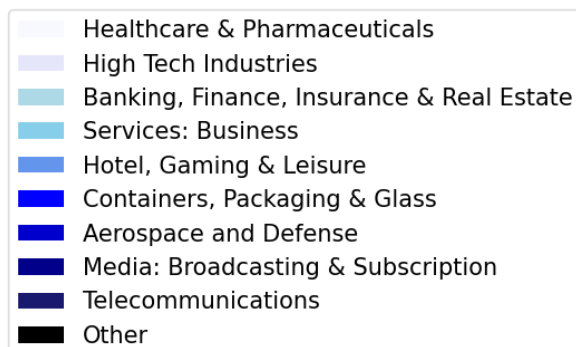 Healthcare & Pharmaceuticals
High Tech Industries
Banking, Finance, Insurance & Real Estate
Services: Business
Hotel, Gaming & Leisure
Containers, Packaging & Glass
Aerospace and Defense
Media: Broadcasting & Subscription
Telecommunications
Other